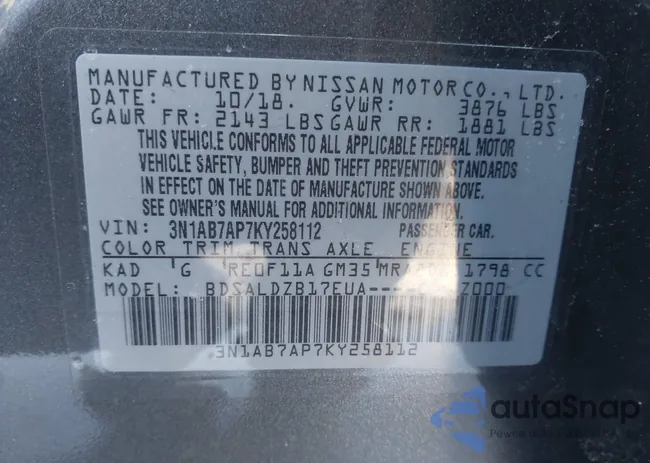 MANUFACTURED BY NISSAN MOTOR CO., LTD.
DATE: 10/18. GVWR: 3876 LBS
GAWR FR: 2143 LBS GAWR RR: 1881 LBS
THIS VEHICLE CONFORMS TO ALL APPLICABLE FEDERAL MOTOR
VEHICLE SAFETY, BUMPER AND THEFT PREVENTION STANDARDS
IN EFFECT ON THE DATE OF MANUFACTURE SHOWN ABOVE.
SEE OWNER'S MANUAL FOR ADDITIONAL INFORMATION.
VIN: 3N1AB7AP7KY258112 PASSENGER CAR.
COLOR TRIM TRANS AXLE ENGINE
KAD G RE0F11A GM35 1798 CC
MODEL: BDSALDZB17EUA
3N1AB7AP7KY258112
autoSnap